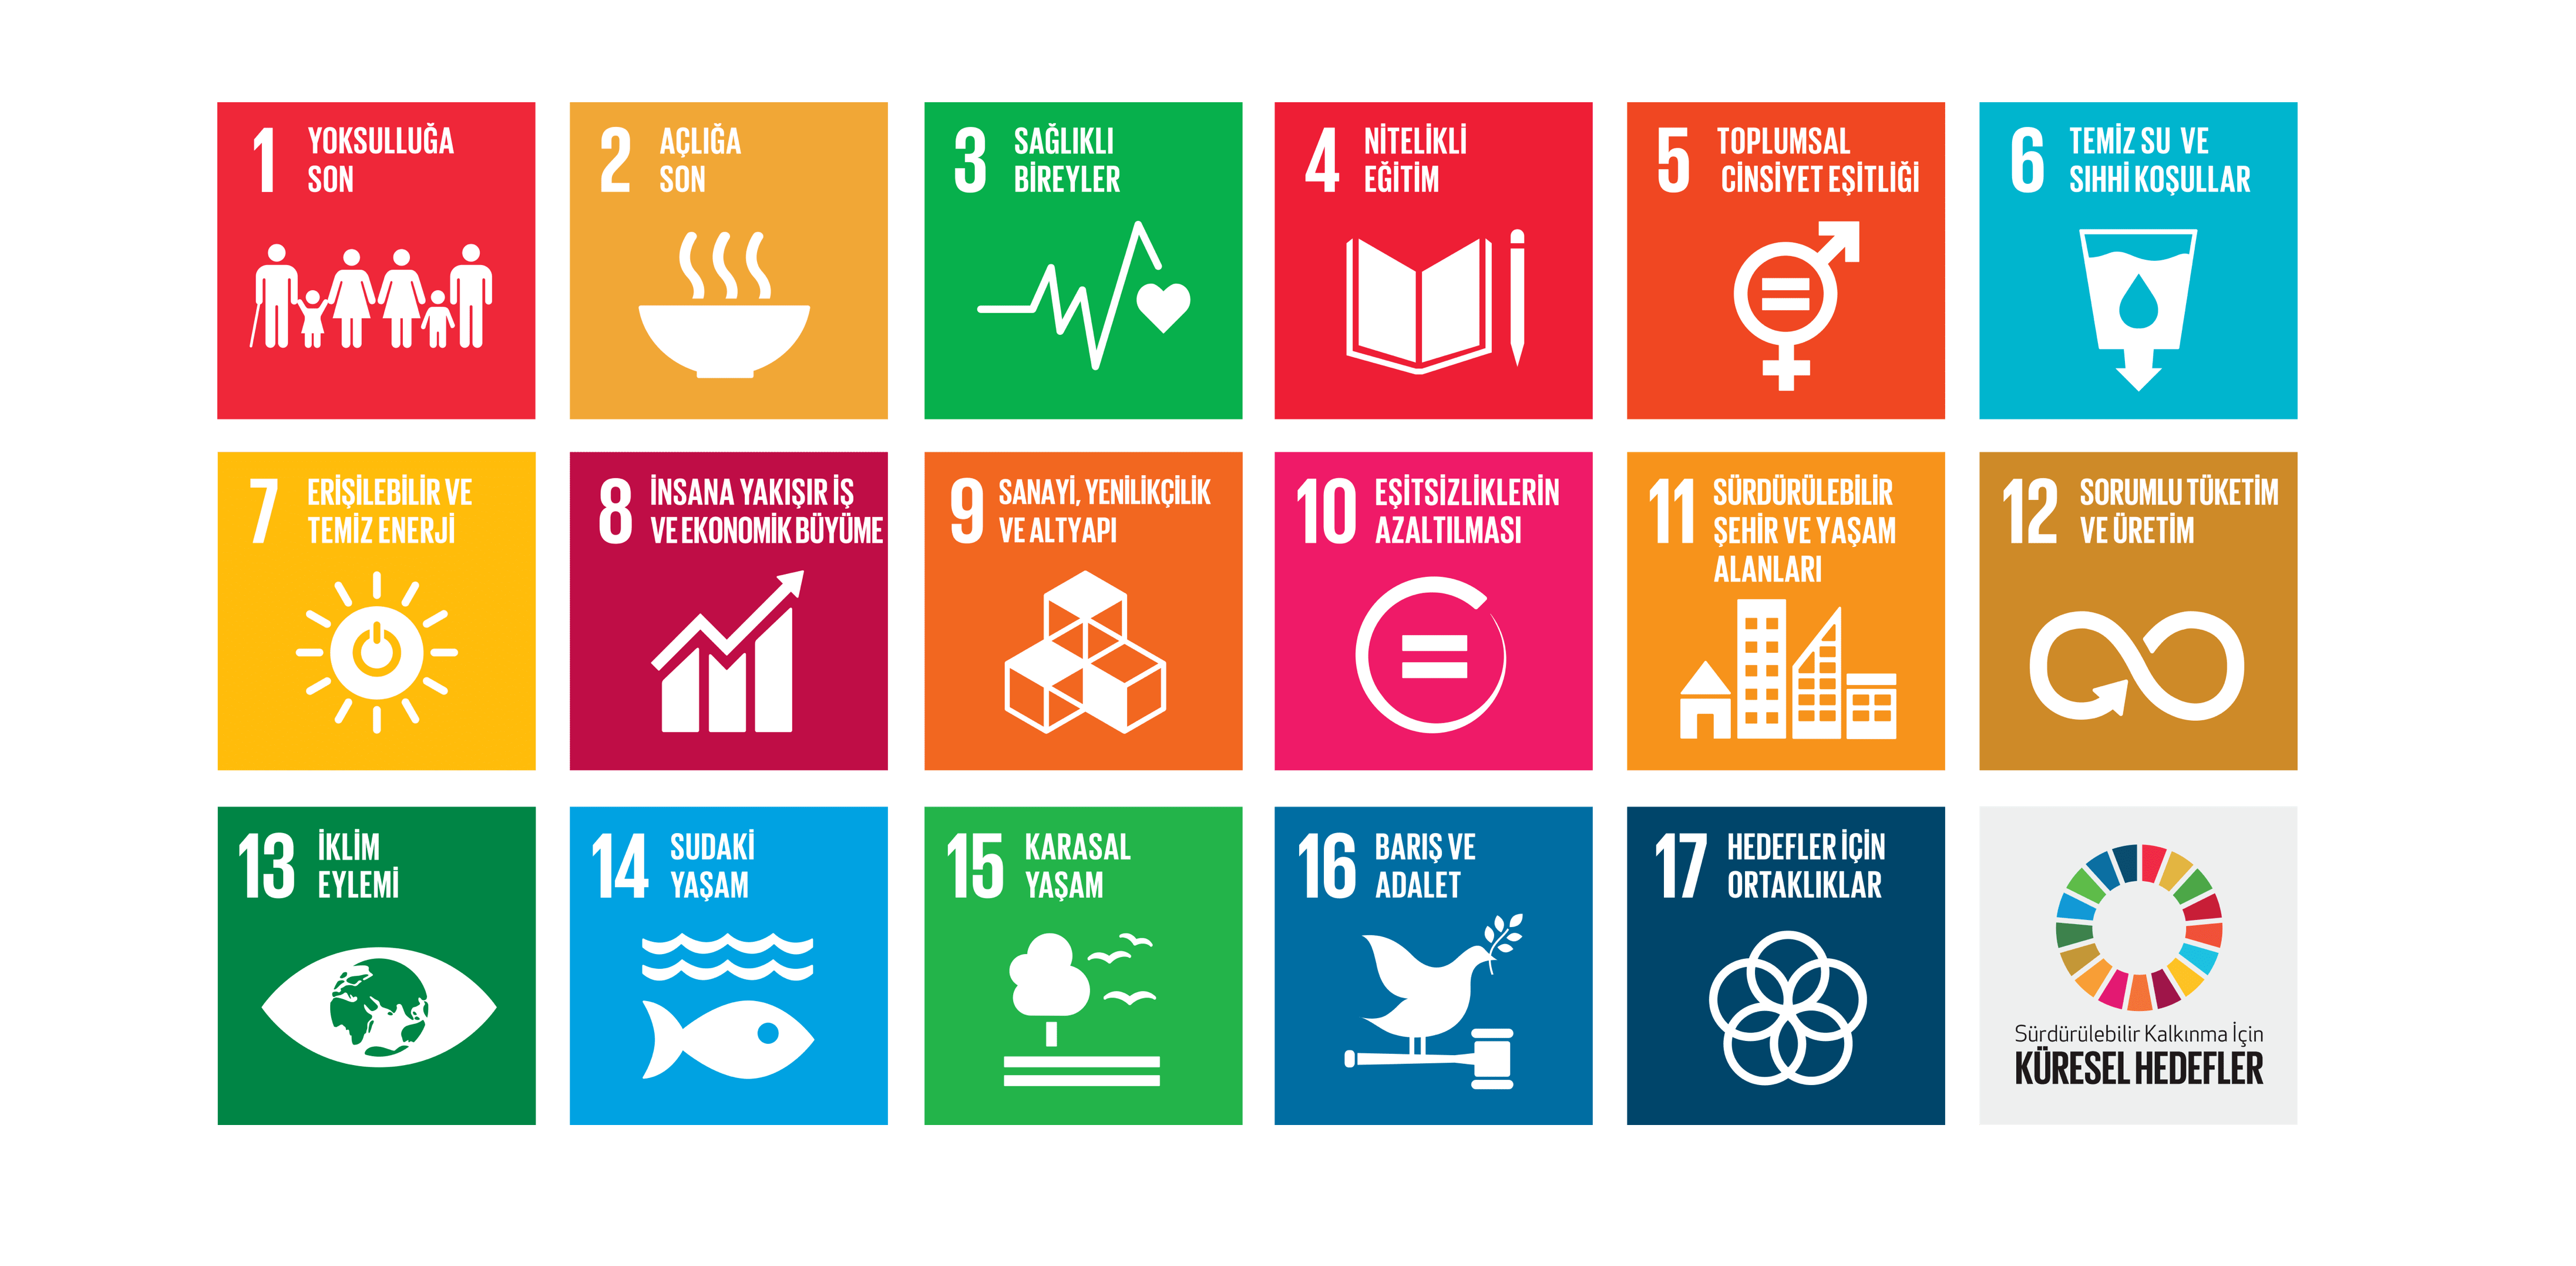 1 YOKSULLUĞA
SON
2 AÇLIĞA
SON
3 SAĞLIKLI
BİREYLER
4 NİTELİKLİ
EĞİTİM
5 TOPLUMSAL
CİNSİYET EŞİTLİĞİ
6 TEMİZ SU VE
SIHHİ KOŞULLAR
7 ERİŞİLEBİLİR VE
TEMİZ ENERJİ
8 İNSANA YAKIŞIR İŞ
VE EKONOMİK BÜYÜME
9 SANAYİ, YENİLİKÇİLİK
VE ALTYAPI
10 EŞİTSİZLİKLERİN
AZALTILMASI
11 SÜRDÜRÜLEBİLİR
ŞEHİR VE YAŞAM
ALANLARI
12 SORUMLU TÜKETİM
VE ÜRETİM
13 İKLİM
EYLEMİ
14 SUDAKİ
YAŞAM
15 KARASAL
YAŞAM
16 BARIŞ VE
ADALET
17 HEDEFLER İÇİN
ORTAKLIKLAR
Sürdürülebilir Kalkınma İçin
KÜRESEL HEDEFLER